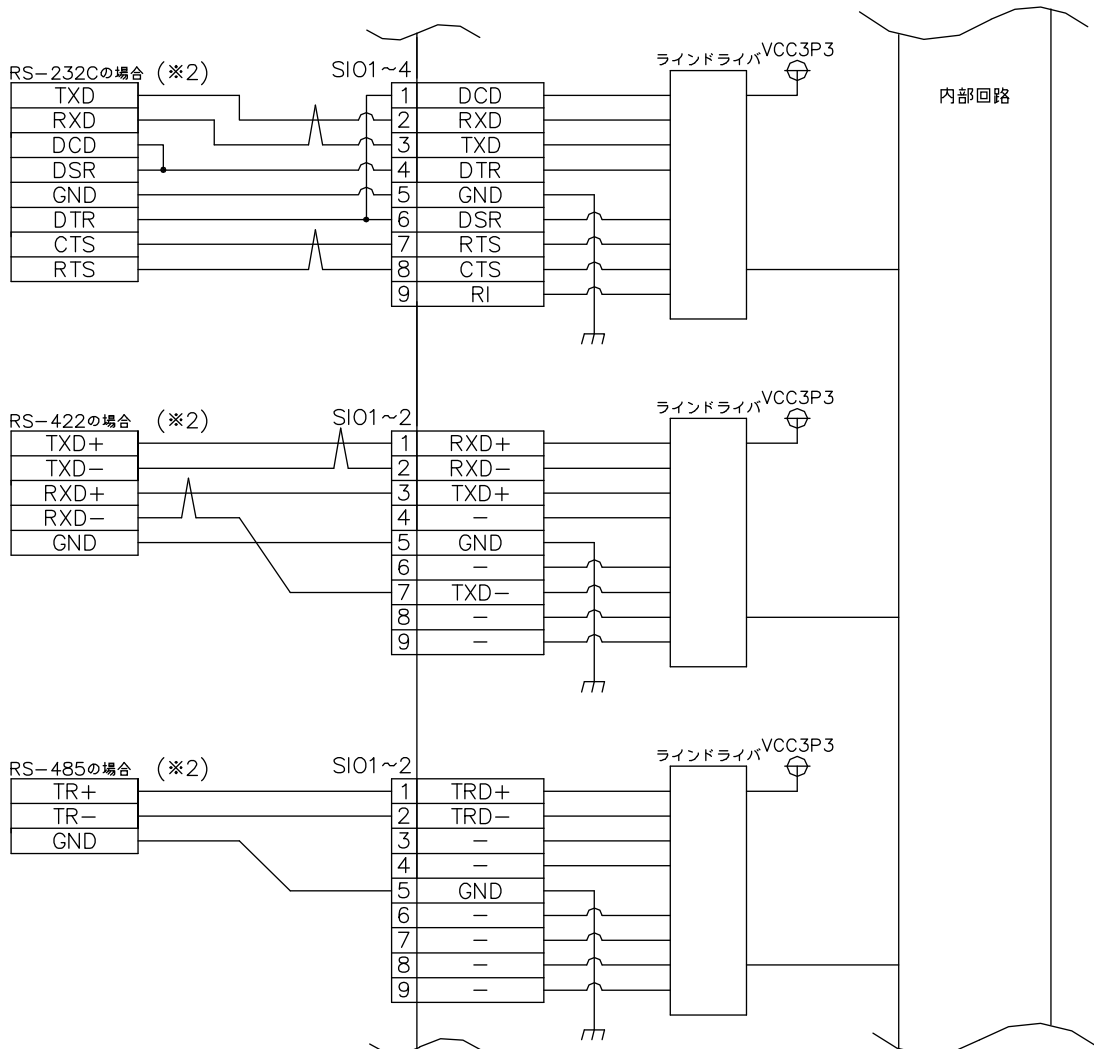 RS-232Cの場合 (※2)
SIO1~4
ラインドライバ
VCC3P3
内部回路
TXD
RXD
DCD
DSR
GND
DTR
CTS
RTS
1 DCD
2 RXD
3 TXD
4 DTR
5 GND
6 DSR
7 RTS
8 CTS
9 RI
RS-422の場合 (※2)
SIO1~2
ラインドライバ
VCC3P3
TXD+
TXD-
RXD+
RXD-
GND
1 RXD+
2 RXD-
3 TXD+
4 -
5 GND
6 -
7 TXD-
8 -
9 -
RS-485の場合 (※2)
SIO1~2
ラインドライバ
VCC3P3
TR+
TR-
GND
1 TRD+
2 TRD-
3 -
4 -
5 GND
6 -
7 -
8 -
9 -